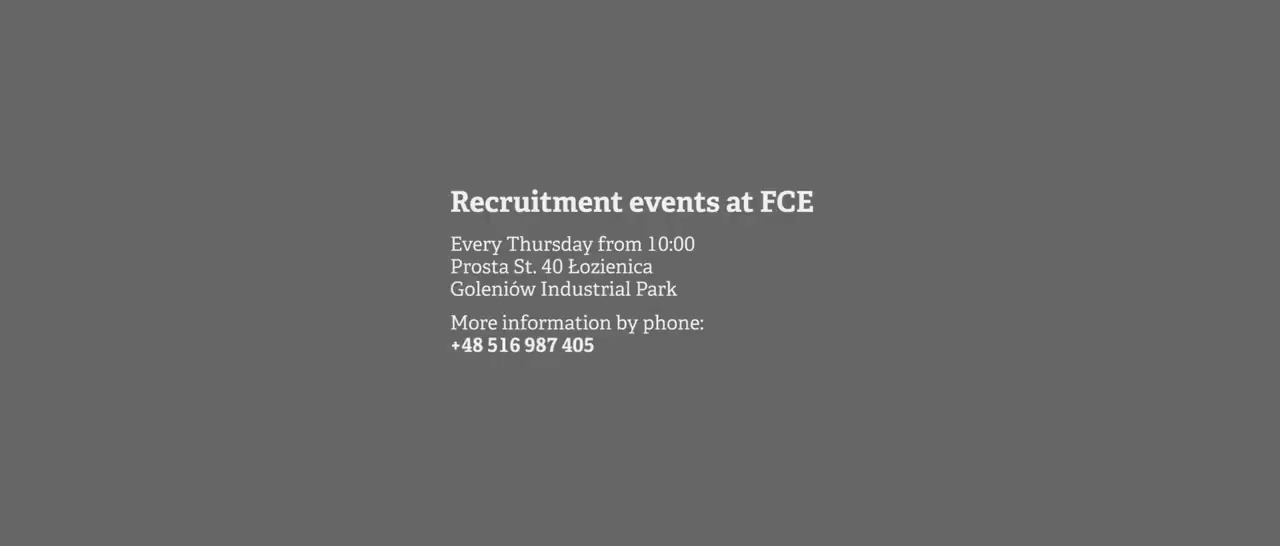 Recruitment events at FCE
Every Thursday from 10:00
Prosta St. 40 Łozienica
Goleniów Industrial Park
More information by phone:
+48 516 987 405